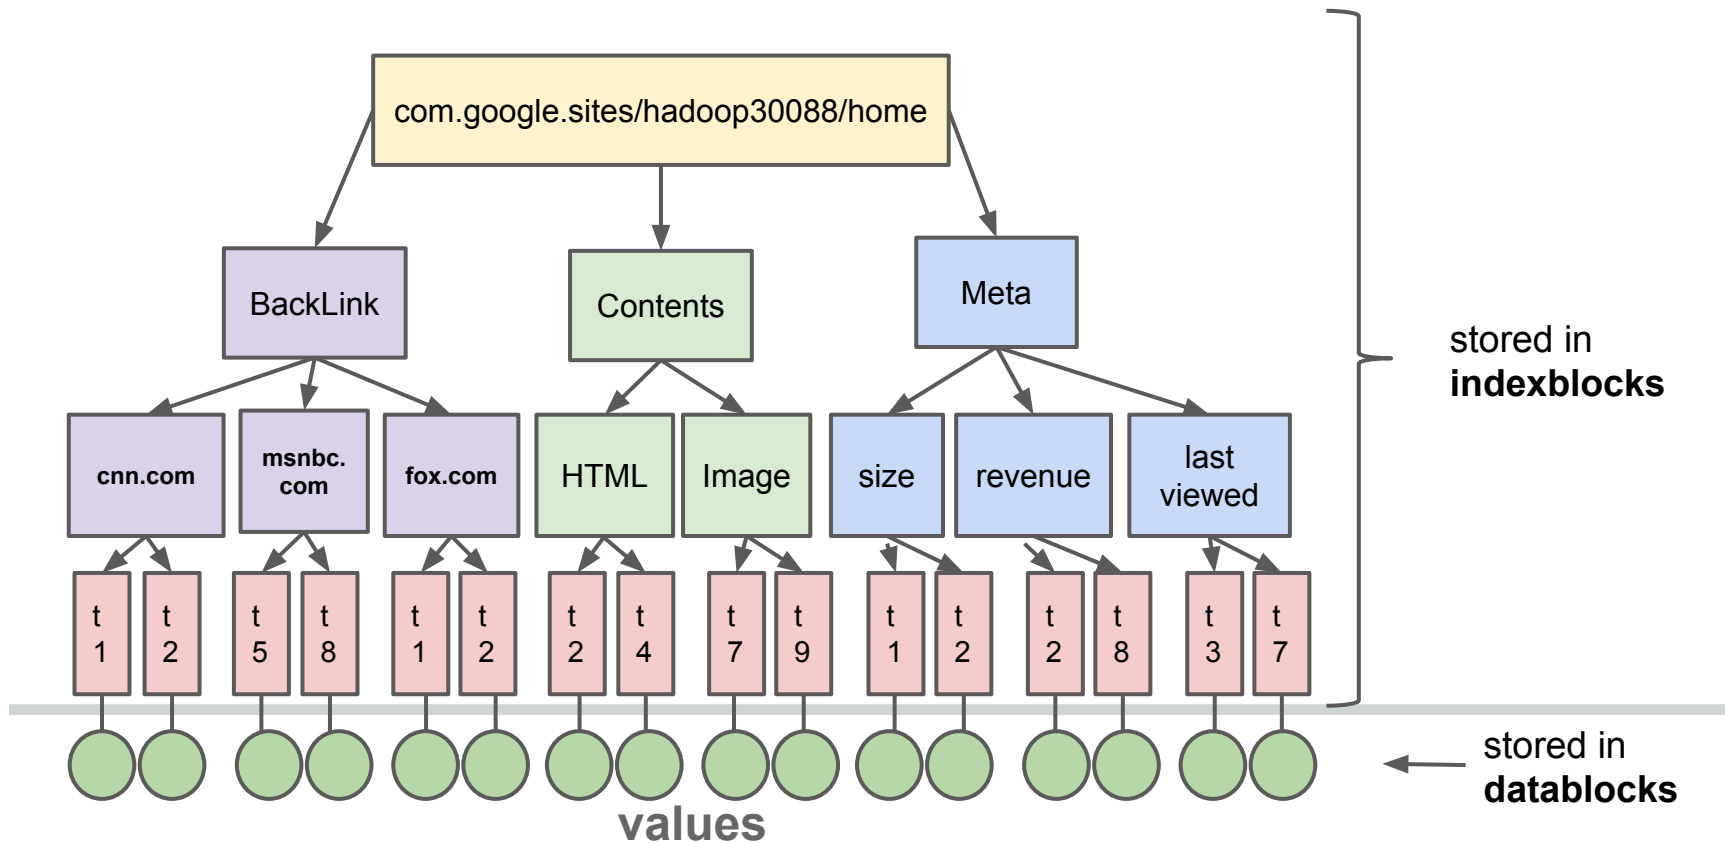 com.google.sites/hadoop30088/home
BackLink
Contents
Meta
stored in
indexblocks
cnn.com
msnbc.
com
fox.com
HTML
Image
size
revenue
last
viewed
t
1
t
2
t
5
t
8
t
1
t
2
t
2
t
4
t
7
t
9
t
1
t
2
t
2
t
8
t
3
t
7
stored in
datablocks
values